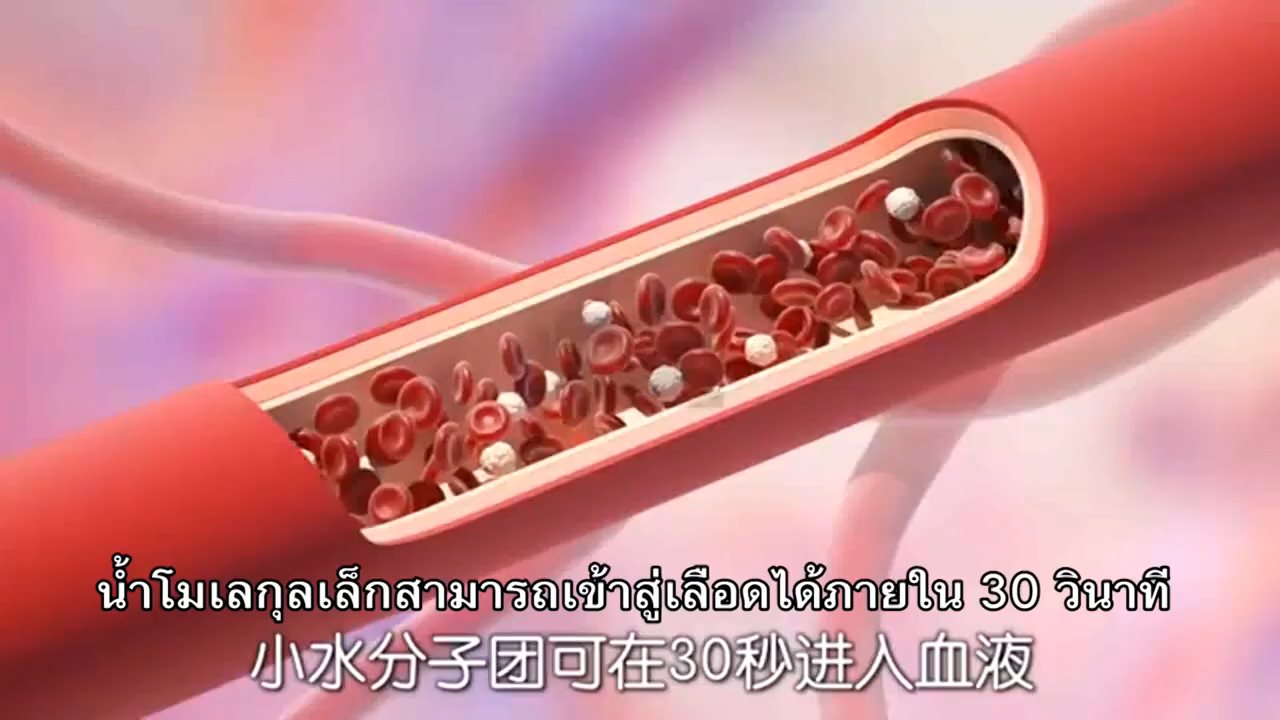 น้ำโมเลกุลเล็กสามารถเข้าสู่เลือดได้ภายใน 30 วินาที
小水分子团可在30秒进入血液